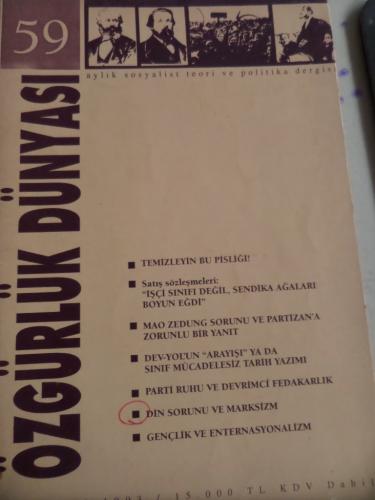 59
aylık sosyalist teori ve politika dergisi
ÖZGÜRLÜK DÜNYASI
TEMİZLEYİN BU PİSLİĞİ!
Satış sözleşmeleri:
"İŞÇİ SINIFI DEĞİL, SENDİKA AĞALARI
BOYUN EĞDİ"
MAO ZEDUNG SORUNU VE PARTİZAN'A
ZORUNLU BİR YANIT
DEV-YOL'UN "ARAYIŞI" YA DA
SINIF MÜCADELESİZ TARİH YAZIMI
PARTİ RUHU VE DEVRİMCİ FEDAKARLIK
DİN SORUNU VE MARKSİZM
GENÇLİK VE ENTERNASYONALİZM
/ 15.000 TL KDV Dahil